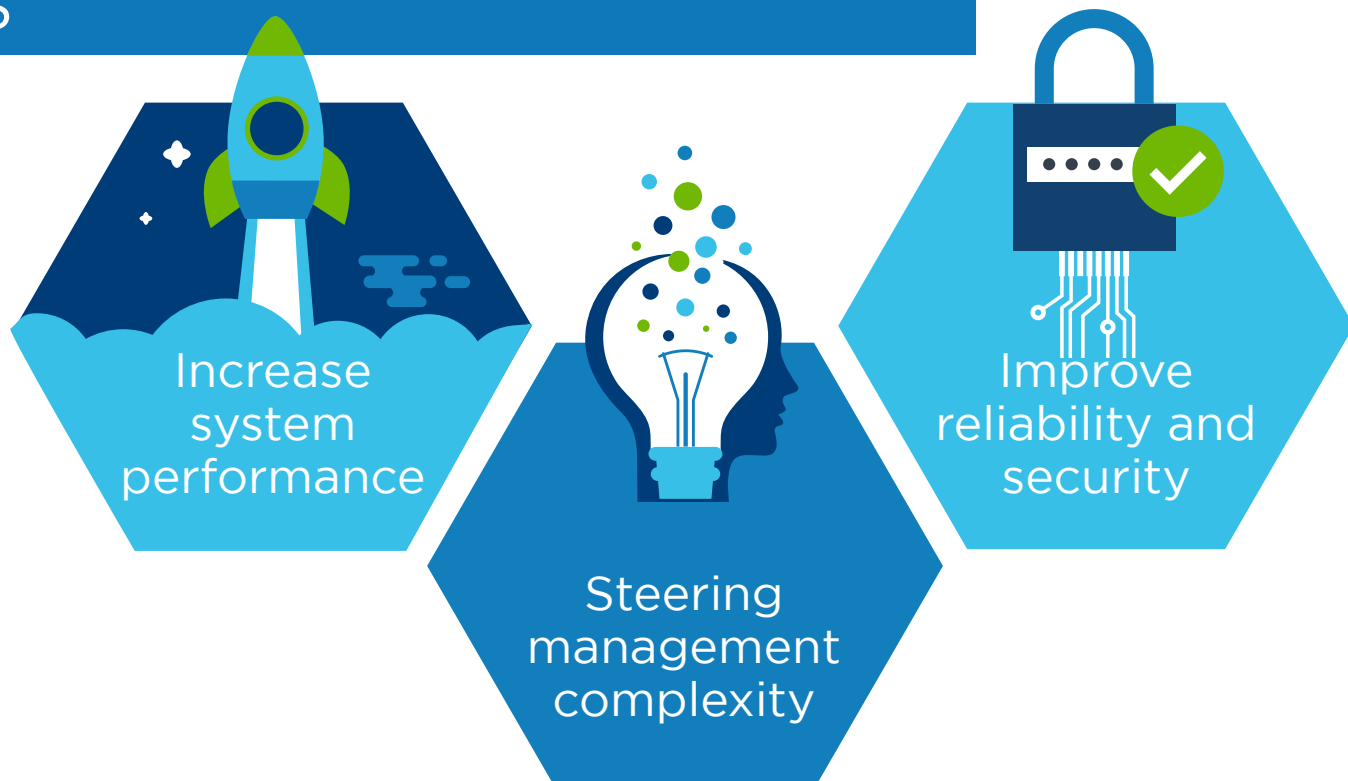 Increase
system
performance
Steering
management
complexity
Improve
reliability and
security